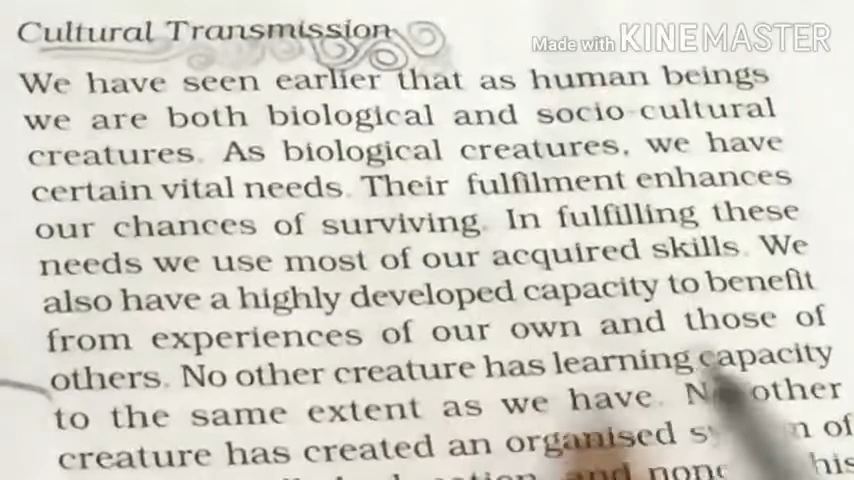 Cultural Transmission
Made with KINEMASTER
We have seen earlier that as human beings
we are both biological and socio-cultural
creatures. As biological creatures, we have
certain vital needs. Their fulfilment enhances
our chances of surviving. In fulfilling these
needs we use most of our acquired skills. We
also have a highly developed capacity to benefit
from experiences of our own and those of
others. No other creature has learning capacity
to the same extent as we have. No other
creature has created an organised of
and